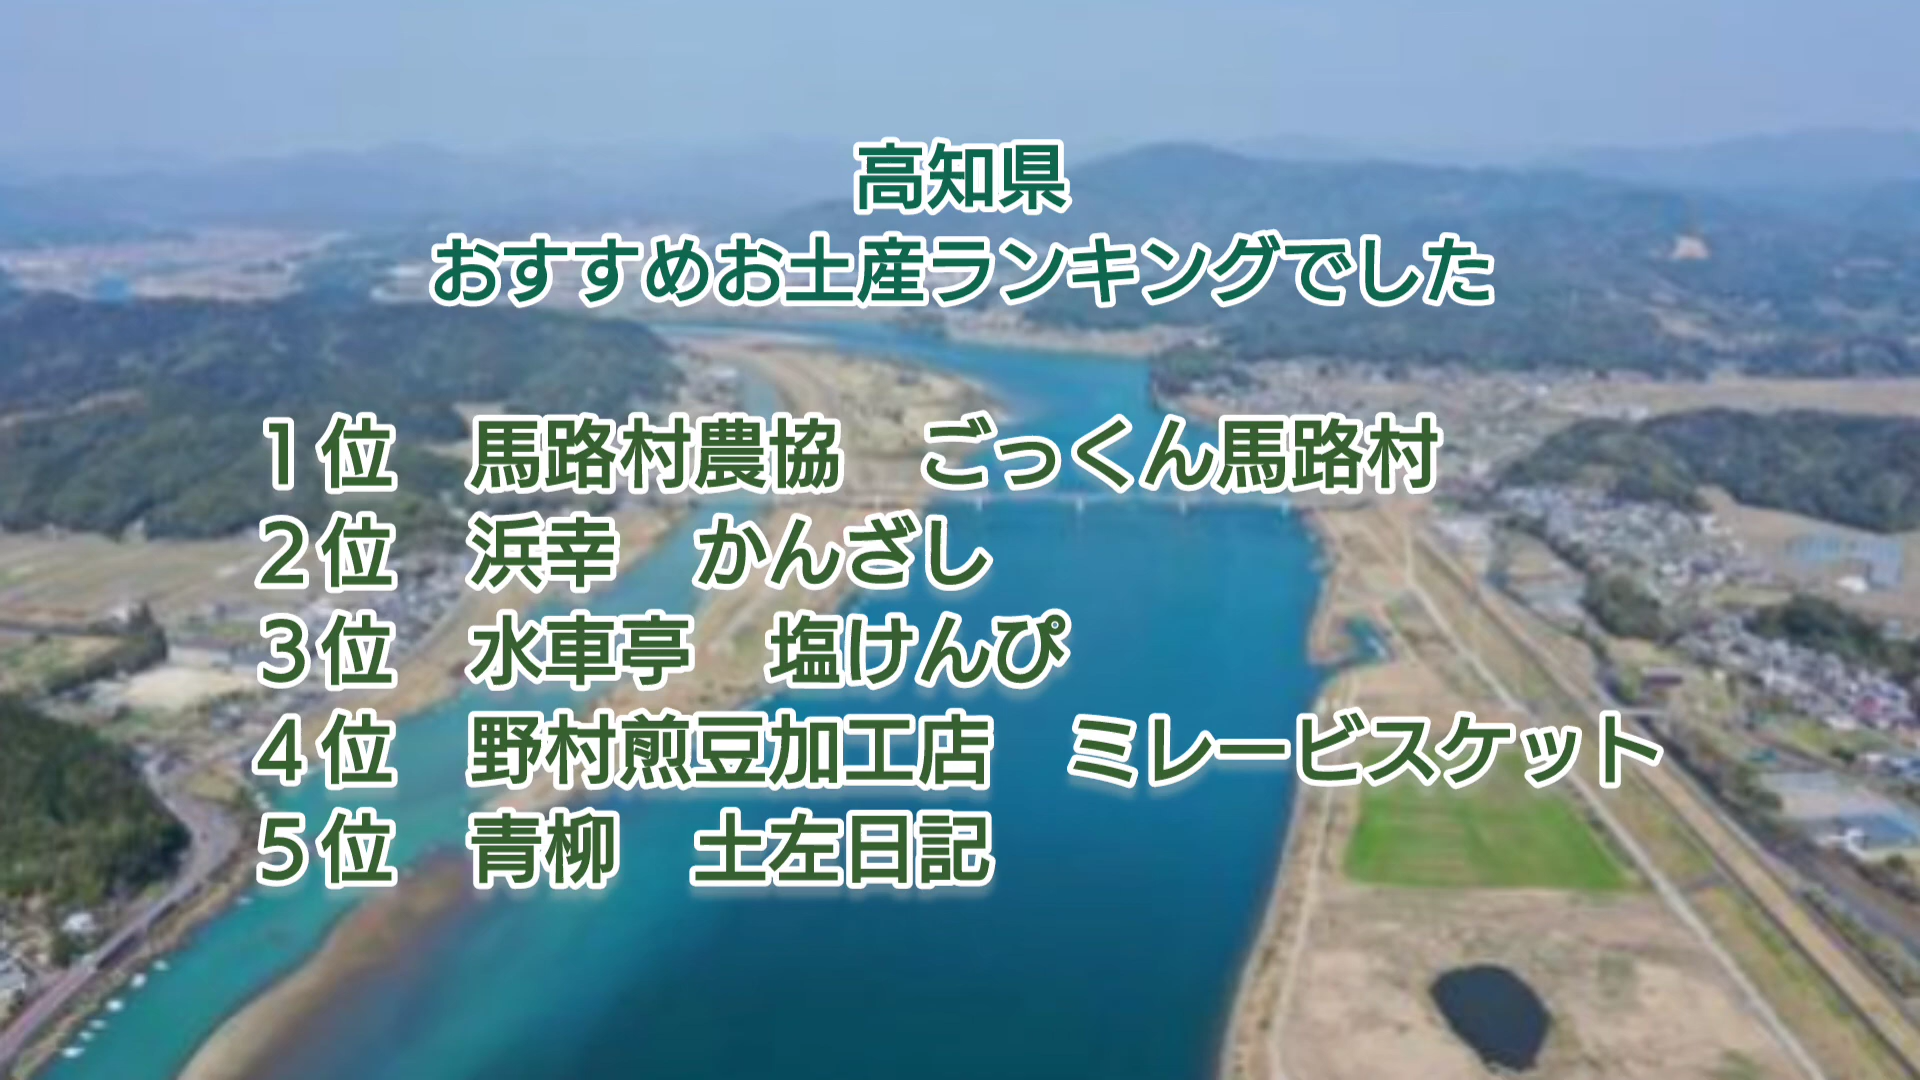 高知県
おすすめお土産ランキングでした
１位　馬路村農協　ごっくん馬路村
２位　浜幸　かんざし
３位　水車亭　塩けんぴ
４位　野村煎豆加工店　ミレービスケット
５位　青柳　土左日記